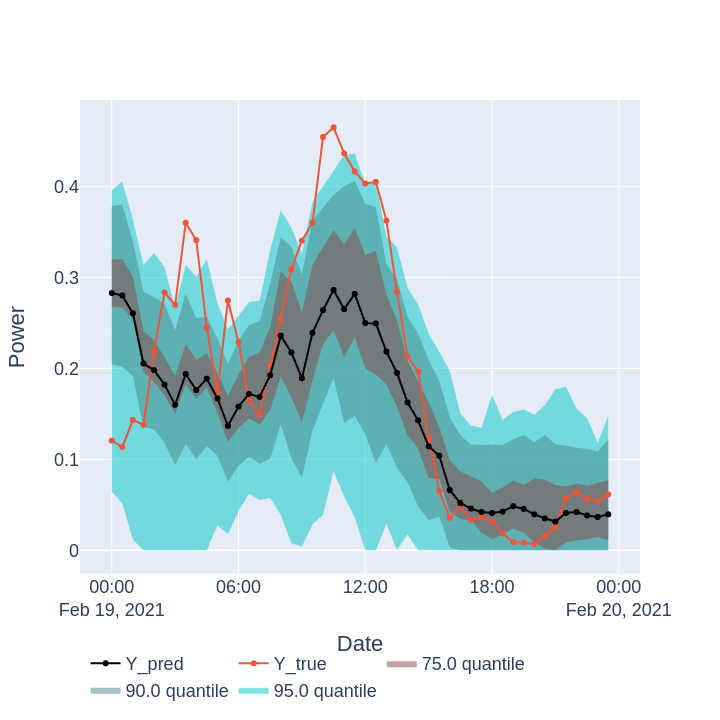 Power
0.4
0.3
0.2
0.1
0
00:00 06:00 12:00 18:00 00:00
Feb 19, 2021 Feb 20, 2021
Date
Y_pred Y_true 75.0 quantile
90.0 quantile 95.0 quantile